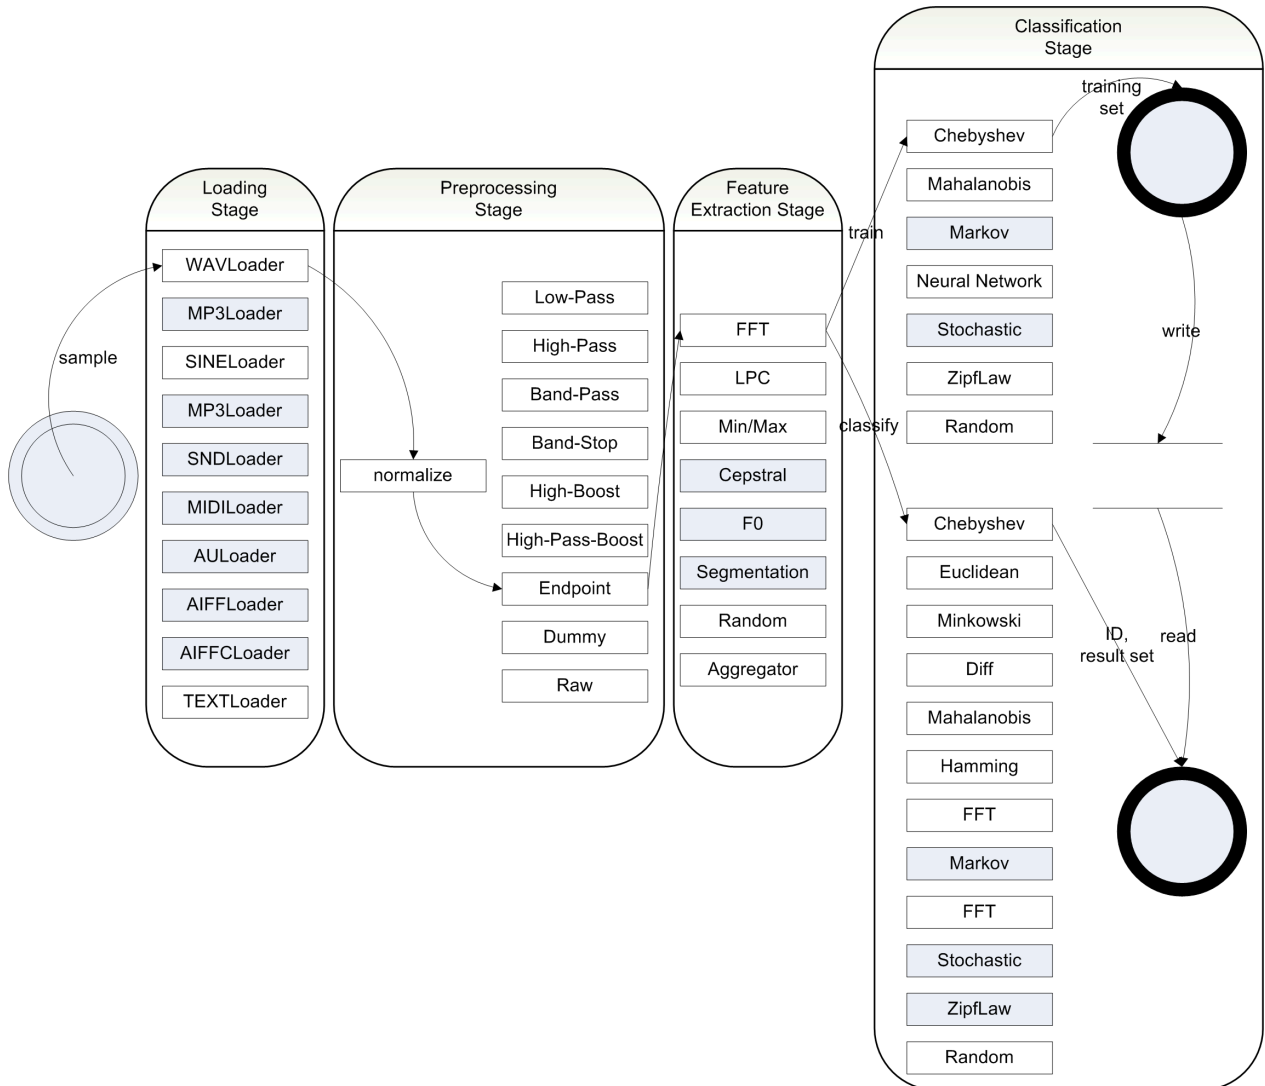 Classification
Stage
training
set
Chebyshev
Mahalanobis
Markov
Neural Network
Stochastic
ZipfLaw
Random
write
Loading
Stage
WAVLoader
MP3Loader
SINELoader
MP3Loader
SNDLoader
MIDILoader
AULoader
AIFFLoader
AIFFCLoader
TEXTLoader
sample
Preprocessing
Stage
normalize
Low-Pass
High-Pass
Band-Pass
Band-Stop
High-Boost
High-Pass-Boost
Endpoint
Dummy
Raw
Feature
Extraction Stage
FFT
LPC
Min/Max
Cepstral
F0
Segmentation
Random
Aggregator
train
classify
Chebyshev
Euclidean
Minkowski
Diff
Mahalanobis
Hamming
FFT
Markov
FFT
Stochastic
ZipfLaw
Random
ID,
result set
read